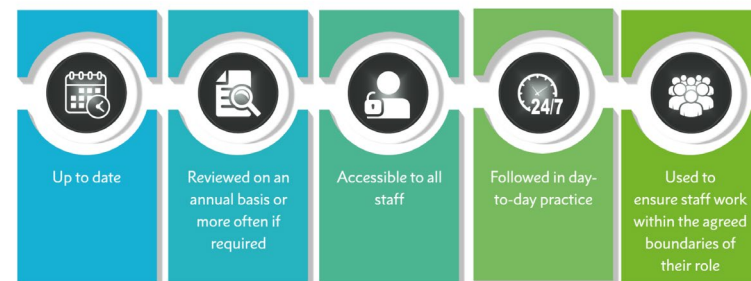 24/7
Up to date
Reviewed on an
annual basis or
more often if
required
Accessible to all
staff
Followed in day-
to-day practice
Used to
ensure staff work
within the agreed
boundaries of
their role